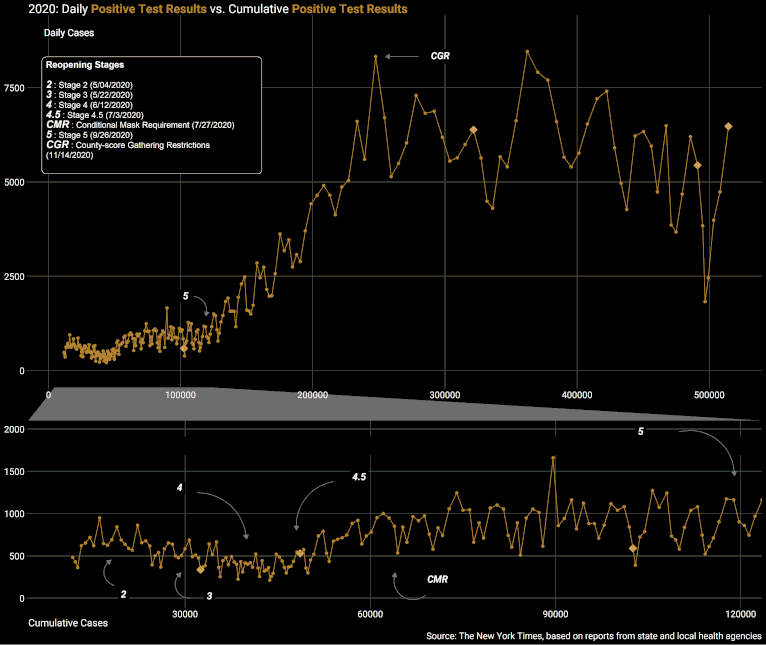 2020: Daily Positive Test Results vs. Cumulative Positive Test Results
Daily Cases
Reopening Stages
2 : Stage 2 (5/04/2020)
3 : Stage 3 (5/22/2020)
4 : Stage 4 (6/12/2020)
4.5 : Stage 4.5 (7/3/2020)
CMR : Conditional Mask Requirement (7/27/2020)
5 : Stage 5 (9/26/2020)
CGR : County-score Gathering Restrictions
(11/14/2020)
CGR
7500
5000
2500
5
0
0 100000 200000 300000 400000 500000
2000
5
1500
4
4.5
1000
500
CMR
2
3
0
30000 60000 90000 120000
Cumulative Cases
Source: The New York Times, based on reports from state and local health agencies